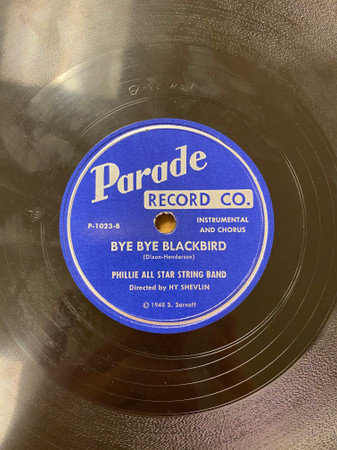 Parade
RECORD CO.
P-1023-B
INSTRUMENTAL
AND CHORUS
BYE BYE BLACKBIRD
(Dixon-Henderson)
PHILLIE ALL STAR STRING BAND
Directed by HY SHEVLIN
© 1948 S. Sarnoff